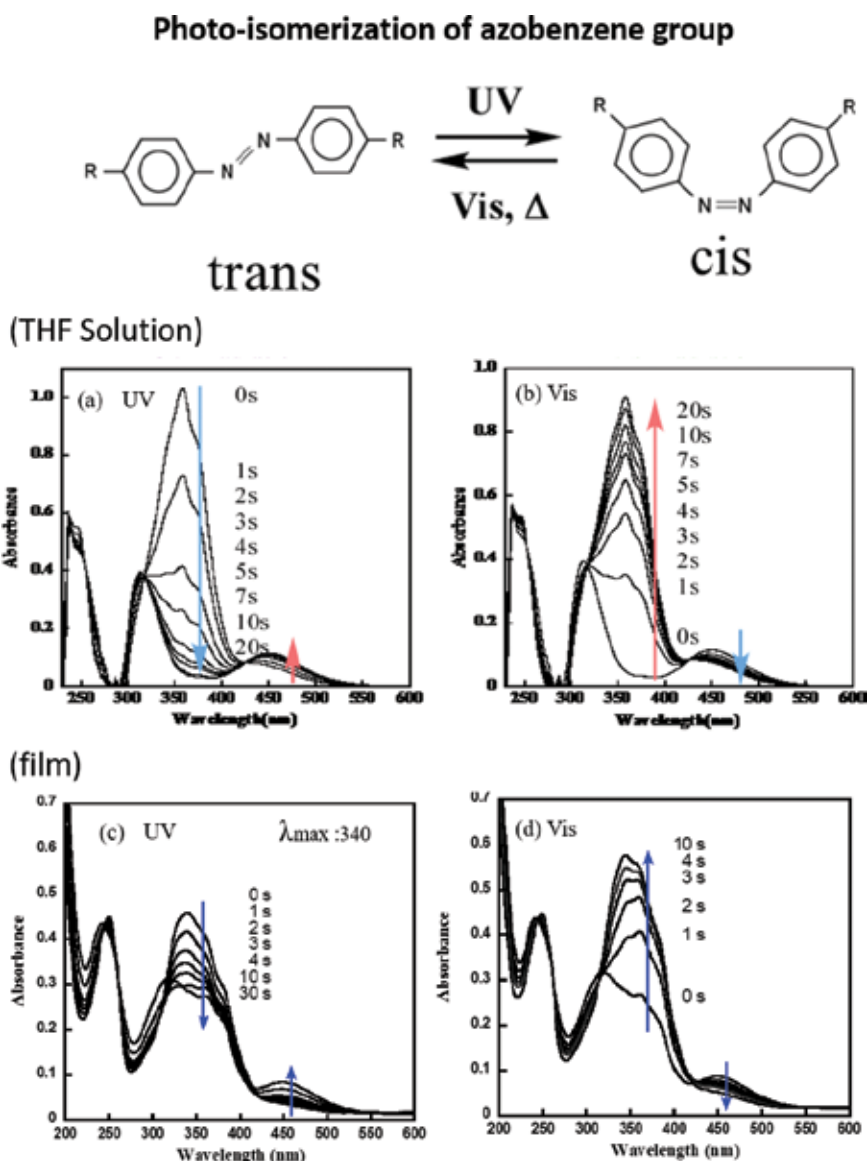 Photo-isomerization of azobenzene group
R
N
N
R
UV
Vis, Δ
R
R
N
N
trans
cis
(THF Solution)
(a) UV
0s
1s
2s
3s
4s
5s
7s
10s
20s
1.0
0.8
0.6
0.4
0.2
0
Absorbance
250 300 350 400 450 500 550 600
Wavelength(nm)
(b) Vis
20s
10s
7s
5s
4s
3s
2s
1s
0s
1.0
0.8
0.6
0.4
0.2
0
Absorbance
250 300 350 400 450 500 550 600
Wavelength(nm)
(film)
(c) UV λmax :340
0 s
1 s
2 s
3 s
4 s
10 s
30 s
0.7
0.6
0.5
0.4
0.3
0.2
0.1
0
Absorbance
200 250 300 350 400 450 500 550 600
Wavelength (nm)
(d) Vis
10 s
4 s
3 s
2 s
1 s
0 s
0.7
0.6
0.5
0.4
0.3
0.2
0.1
0
Absorbance
200 250 300 350 400 450 500 550 600
Wavelength (nm)